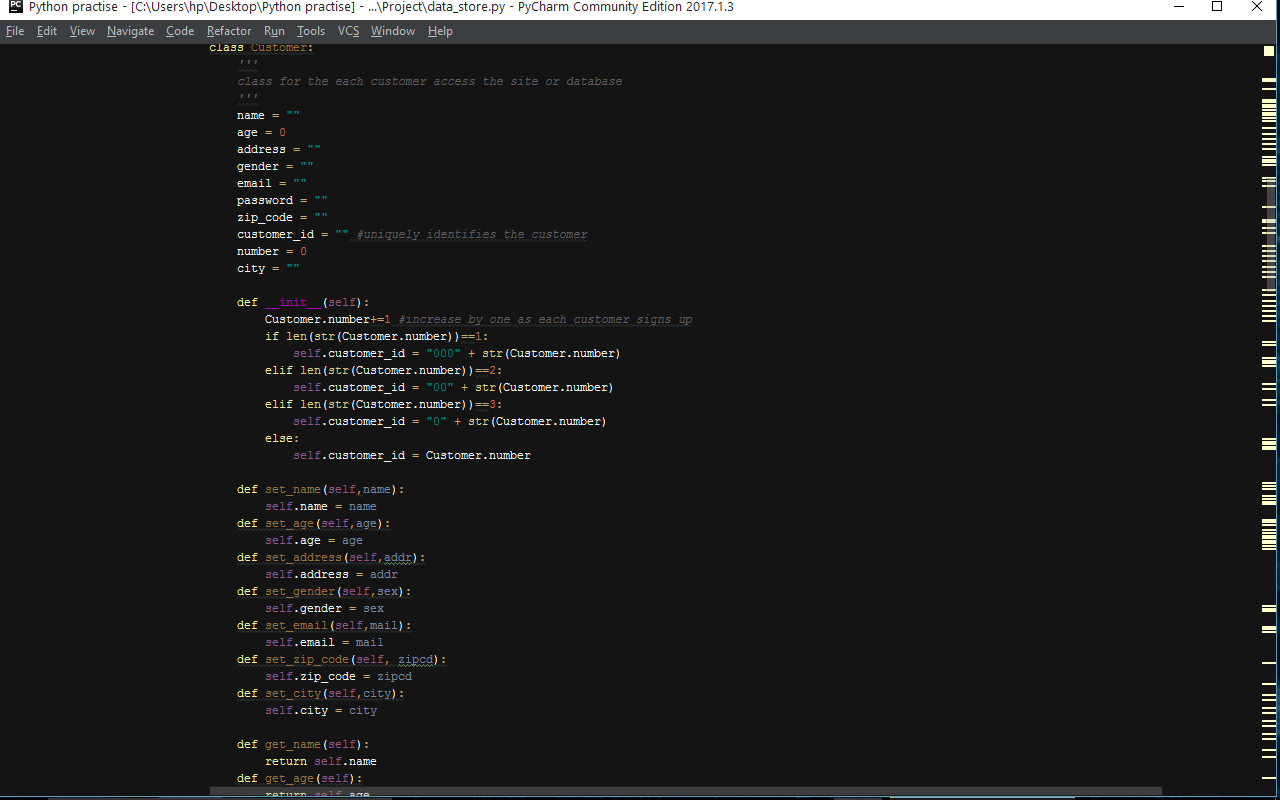 Python practise - [C:\Users\hp\Desktop\Python practise] - ...\Project\data_store.py - PyCharm Community Edition 2017.1.3
File Edit View Navigate Code Refactor Run Tools VCS Window Help
class Customer:
'''
class for the each customer access the site or database
'''
name = ""
age = 0
address = ""
gender = ""
email = ""
password = ""
zip_code = ""
customer_id = "" #uniquely identifies the customer
number = 0
city = ""
def __init__(self):
Customer.number+=1 #increase by one as each customer signs up
if len(str(Customer.number))==1:
self.customer_id = "000" + str(Customer.number)
elif len(str(Customer.number))==2:
self.customer_id = "00" + str(Customer.number)
elif len(str(Customer.number))==3:
self.customer_id = "0" + str(Customer.number)
else:
self.customer_id = Customer.number
def set_name(self,name):
self.name = name
def set_age(self,age):
self.age = age
def set_address(self,addr):
self.address = addr
def set_gender(self,sex):
self.gender = sex
def set_email(self,mail):
self.email = mail
def set_zip_code(self, zipcd):
self.zip_code = zipcd
def set_city(self,city):
self.city = city
def get_name(self):
return self.name
def get_age(self):
return self.age